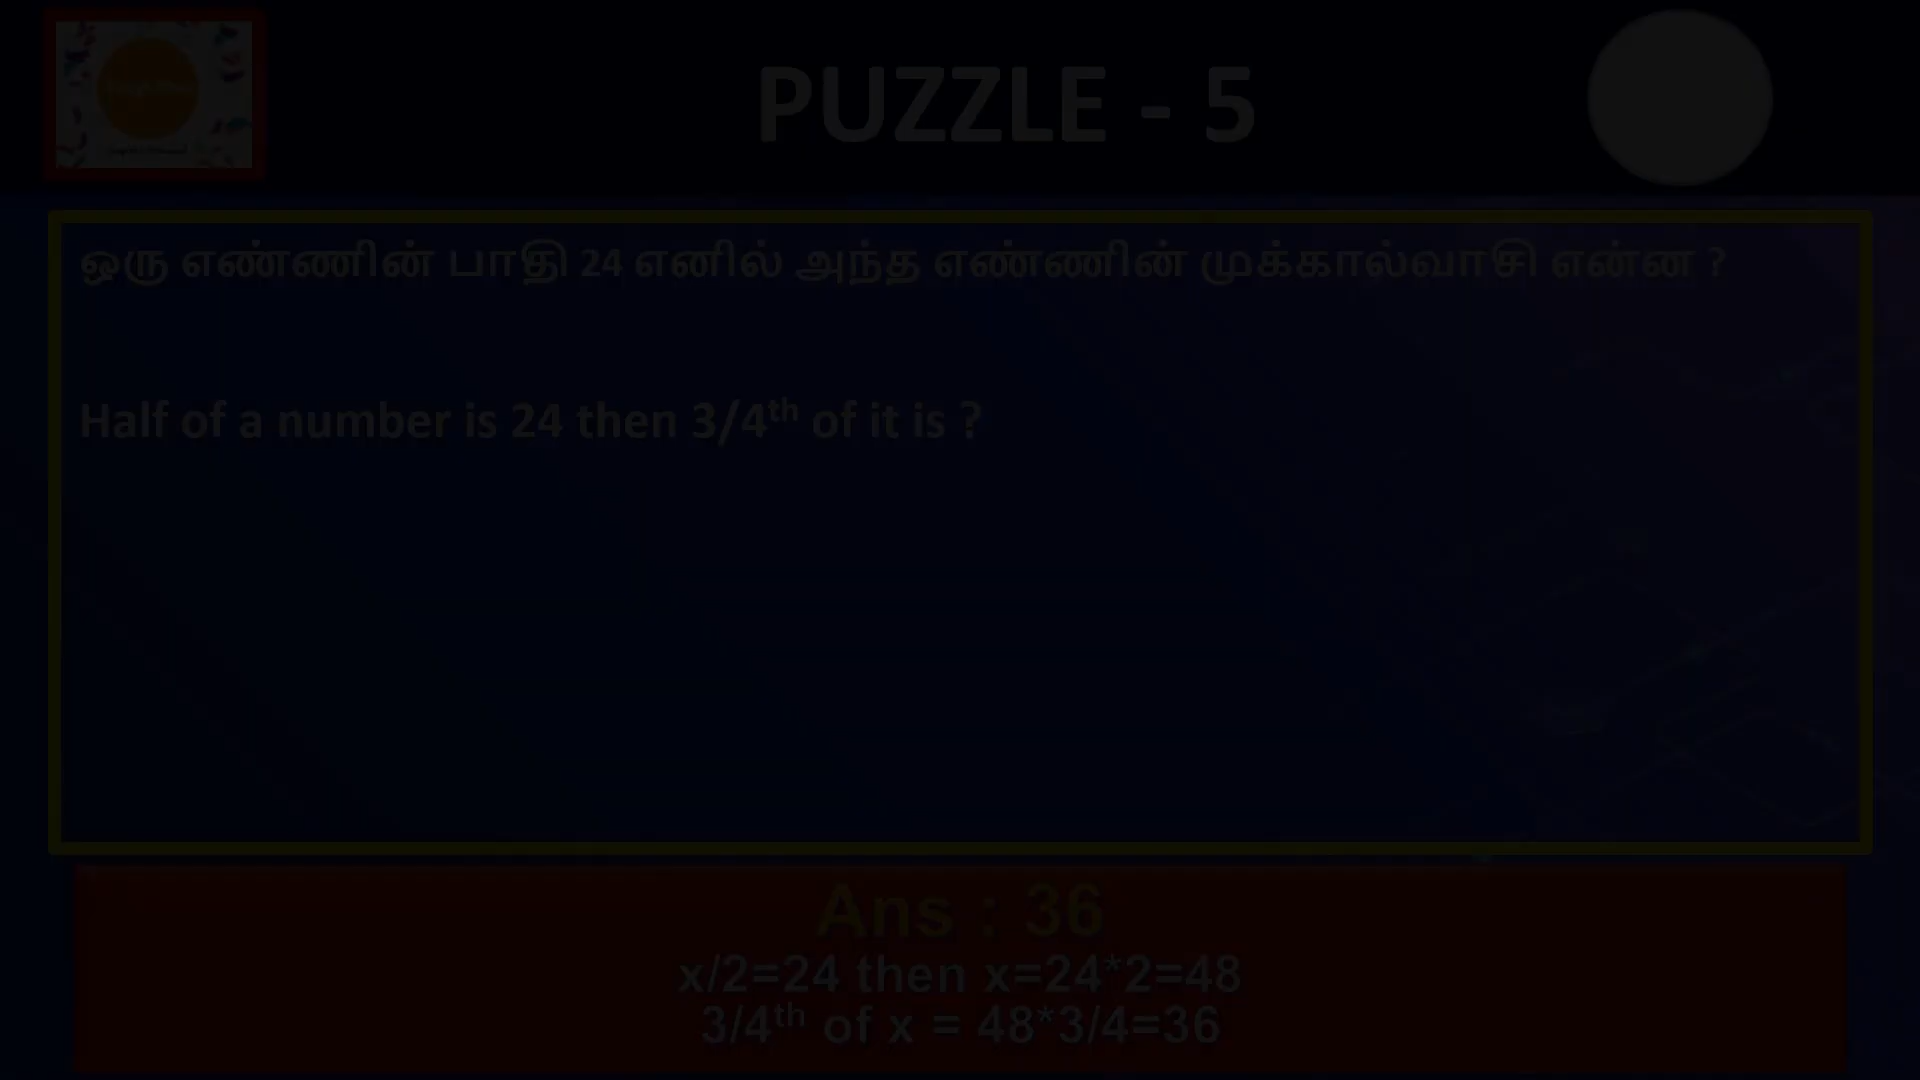 PUZZLE - 5
ஒரு எண்ணின் பாதி 24 எனில் அந்த எண்ணின் முக்கால்வாசி என்ன ?
Half of a number is 24 then 3/4th of it is ?
Ans : 36
x/2=24 then x=24*2=48
3/4th of x = 48*3/4=36